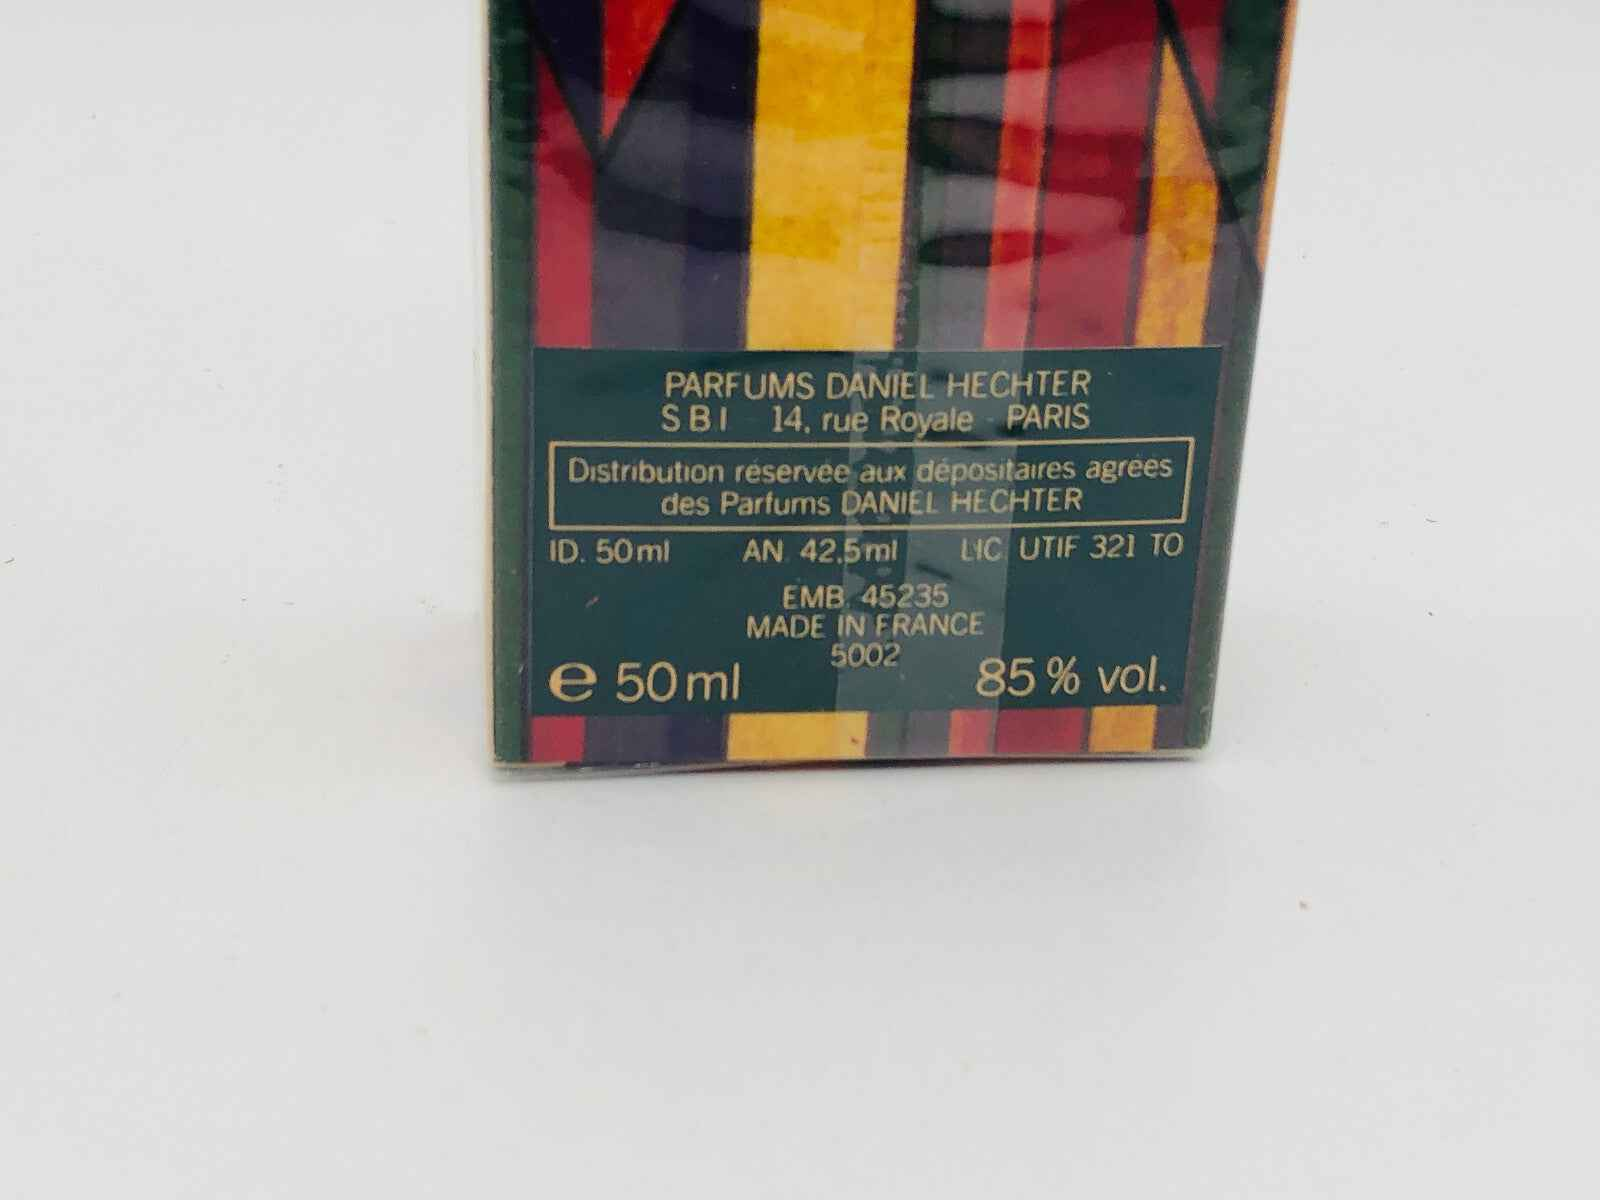 PARFUMS DANIEL HECHTER
S B I 14, rue Royale PARIS
Distribution réservée aux dépositaires agréés
des Parfums DANIEL HECHTER
ID. 50ml AN. 42,5ml LIC UTIF 321 TO
EMB 45235
MADE IN FRANCE
5002
e 50ml 85% vol.